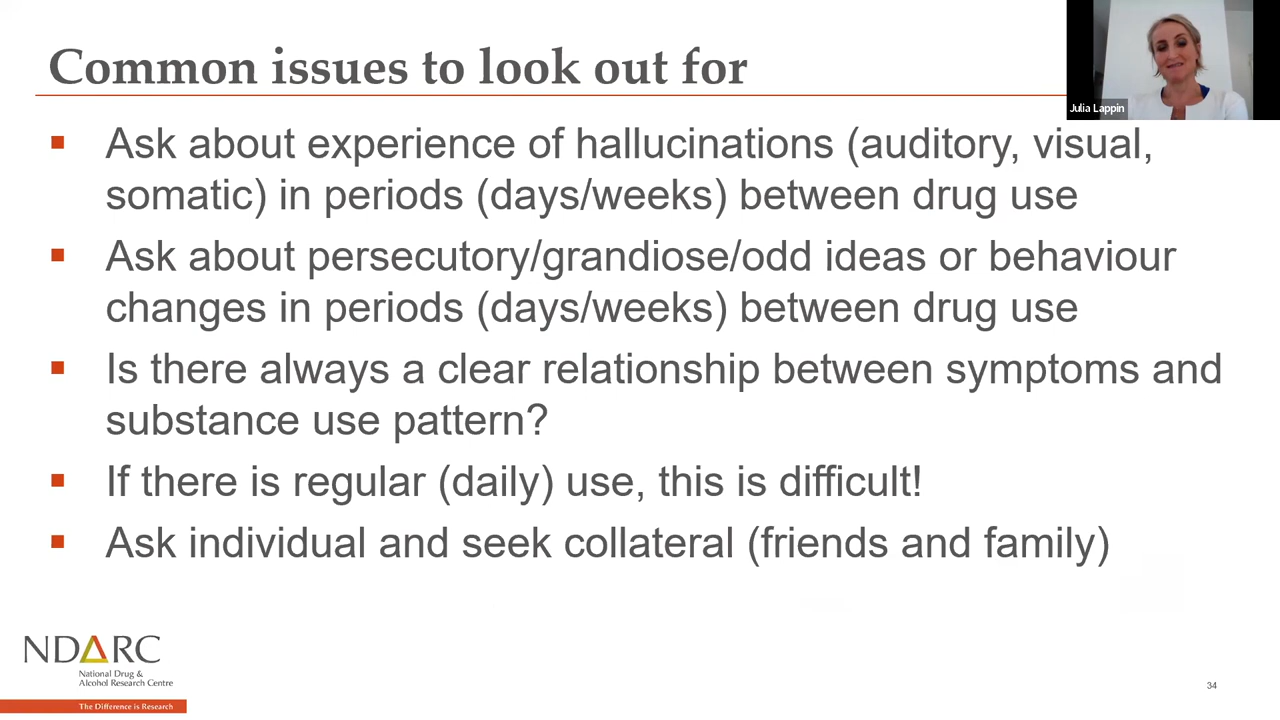 Common issues to look out for
Julia Lappin
▪ Ask about experience of hallucinations (auditory, visual,
somatic) in periods (days/weeks) between drug use
▪ Ask about persecutory/grandiose/odd ideas or behaviour
changes in periods (days/weeks) between drug use
▪ Is there always a clear relationship between symptoms and
substance use pattern?
▪ If there is regular (daily) use, this is difficult!
▪ Ask individual and seek collateral (friends and family)
NDARC
National Drug &
Alcohol Research Centre
The Difference is Research
34